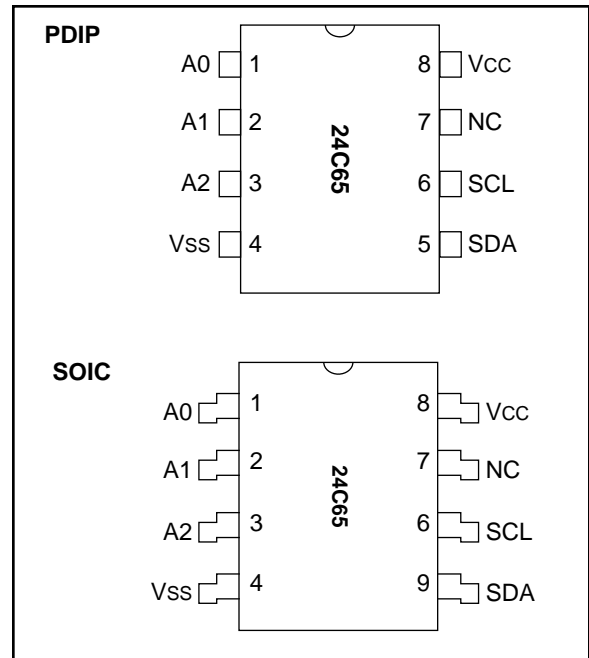 PDIP
A0 1 8 VCC
A1 2 7 NC
24C65
A2 3 6 SCL
VSS 4 5 SDA
SOIC
A0 1 8 VCC
A1 2 7 NC
24C65
A2 3 6 SCL
VSS 4 9 SDA